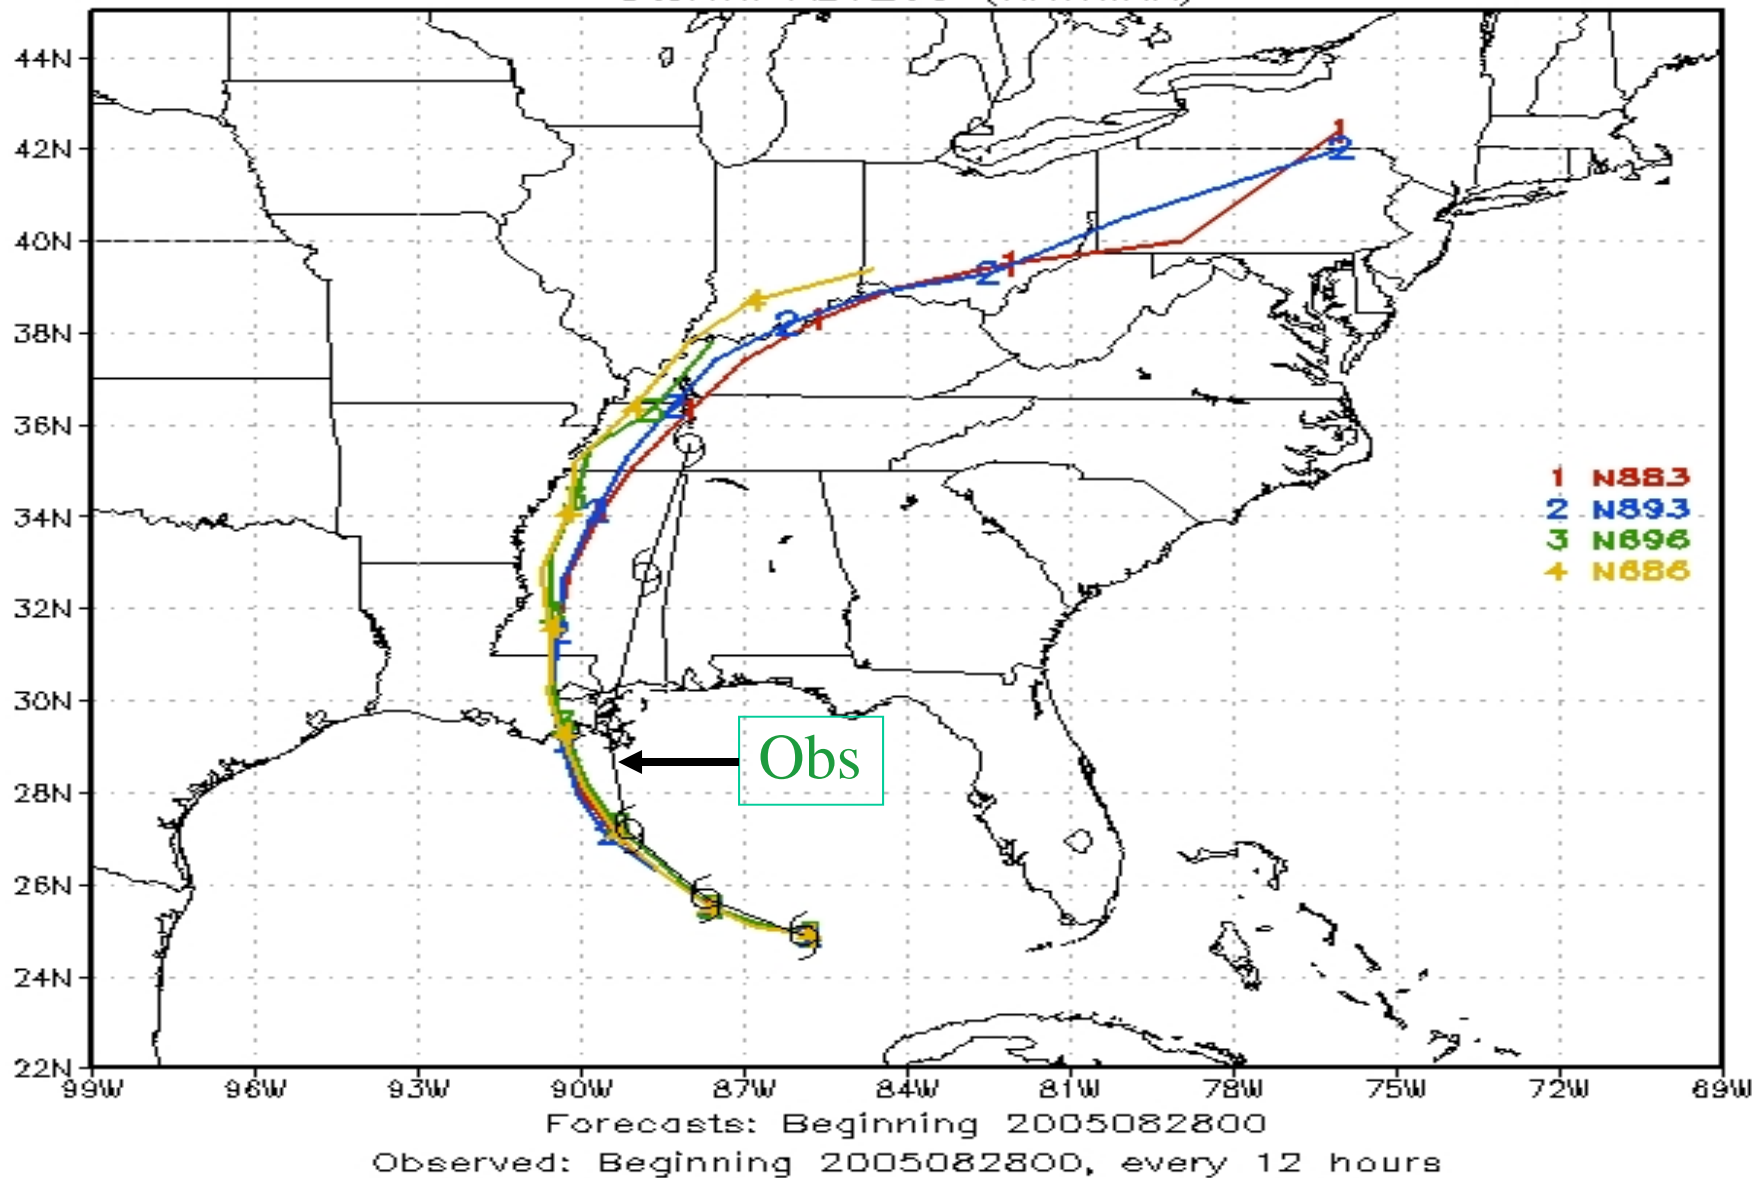 44N
42N
40N
38N
36N
34N
32N
30N
28N
26N
24N
22N
1 N883
2 N893
3 N696
4 N686
Obs
99W 96W 93W 90W 87W 84W 81W 78W 75W 72W 69W
Forecasts: Beginning 2005082800
Observed: Beginning 2005082800, every 12 hours